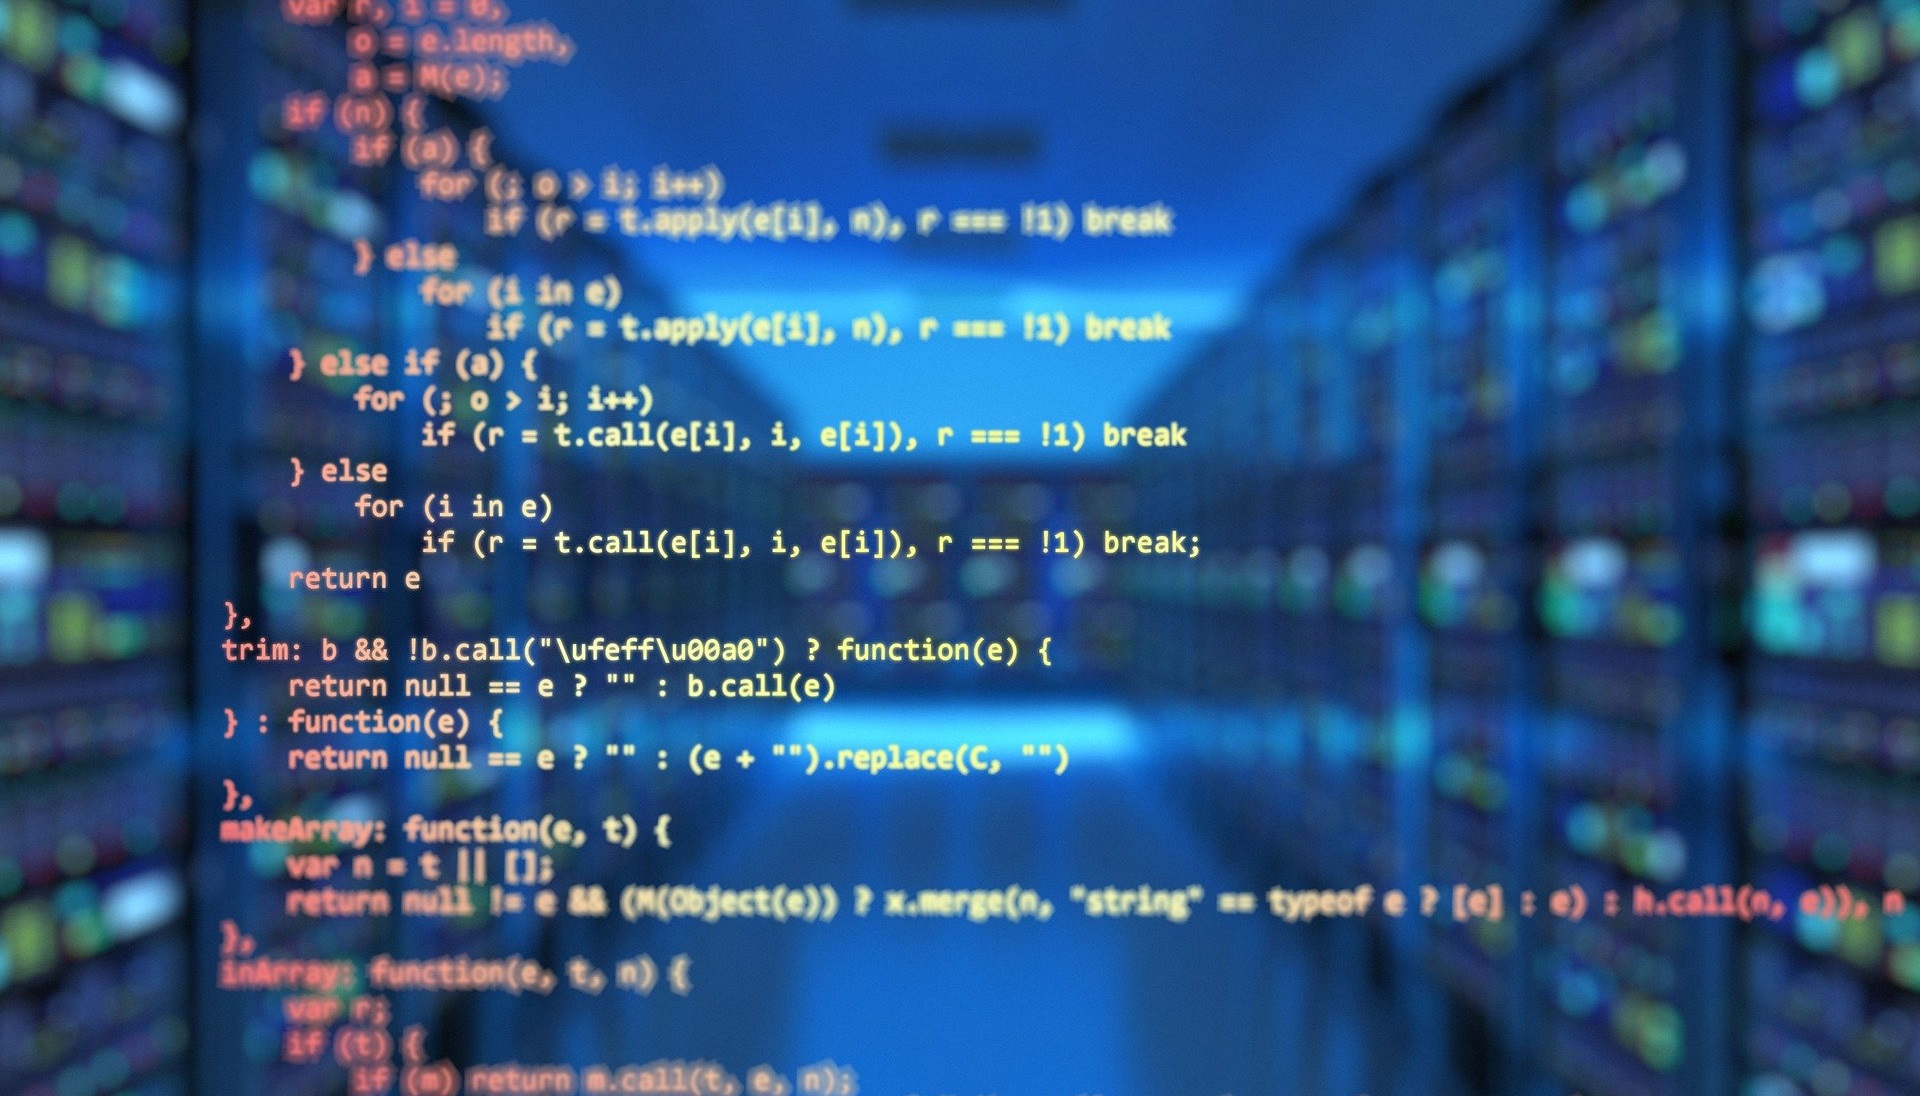 var r, i = 0,
o = e.length,
a = M(e);
if (n) {
if (a) {
for (; o > i; i++)
if (r = t.apply(e[i], n), r === !1) break
} else
for (i in e)
if (r = t.apply(e[i], n), r === !1) break
} else if (a) {
for (; o > i; i++)
if (r = t.call(e[i], i, e[i]), r === !1) break
} else
for (i in e)
if (r = t.call(e[i], i, e[i]), r === !1) break;
return e
},
trim: b && !b.call("\ufeff\u00a0") ? function(e) {
return null == e ? "" : b.call(e)
} : function(e) {
return null == e ? "" : (e + "").replace(C, "")
},
makeArray: function(e, t) {
var n = t || [];
return null != e && (M(Object(e)) ? x.merge(n, "string" == typeof e ? [e] : e) : h.call(n, e)), n
},
inArray: function(e, t, n) {
var r;
if (t) {
if (m) return m.call(t, e, n);